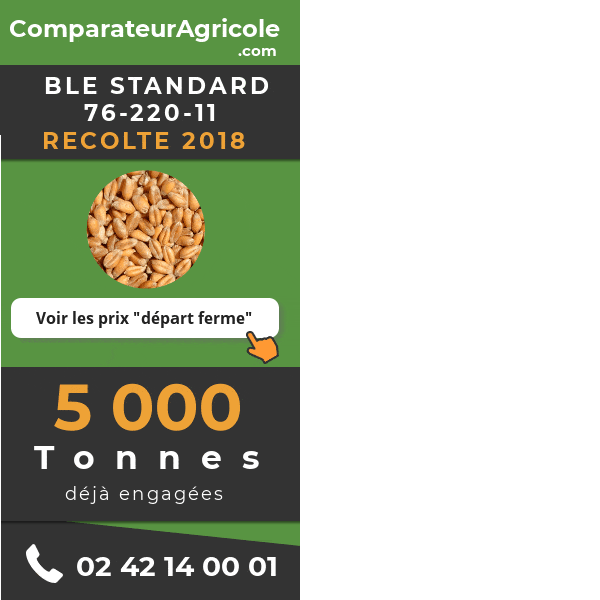 ComparateurAgricole
.com
BLE STANDARD
76-220-11
RECOLTE 2018
Voir les prix "départ ferme"
5 000
Tonnes
déjà engagées
02 42 14 00 01